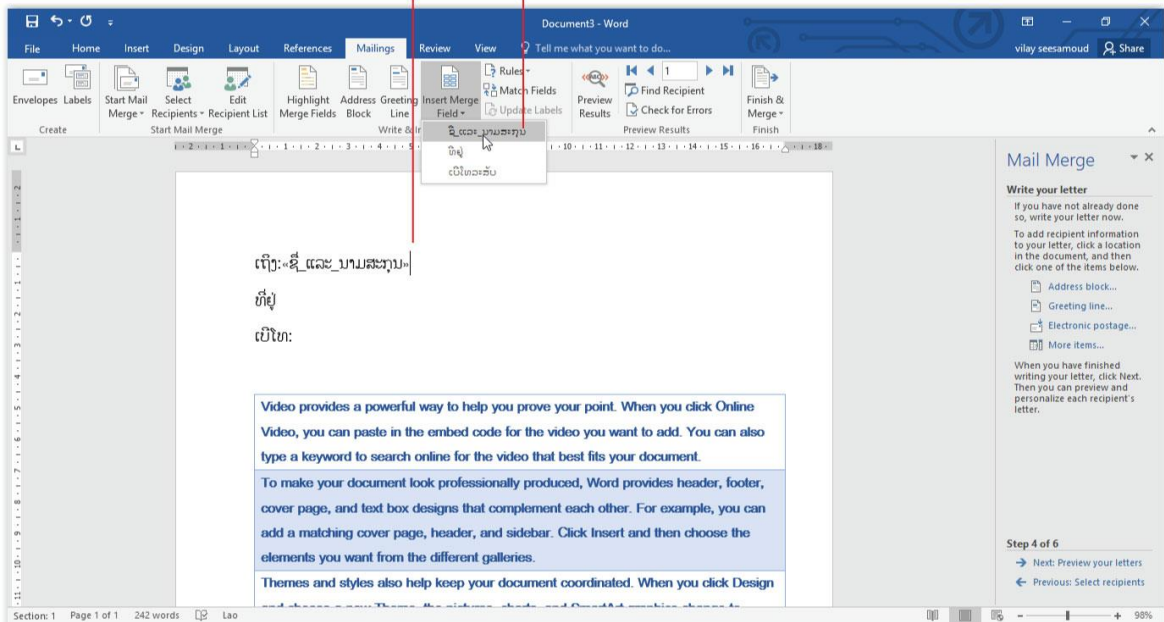 Document3 - Word
File Home Insert Design Layout References Mailings Review View Tell me what you want to do... vilay seesamoud Share
Envelopes Labels Start Mail Merge Select Recipients Edit Recipient List Highlight Merge Fields Address Block Greeting Line Insert Merge Field Rules Match Fields Update Labels Preview Results 1 Find Recipient Check for Errors Finish & Merge
Create Start Mail Merge Write & Preview Results Finish
ຊື່_ແລະ_ນາມສະກຸນ
ທີ່ຢູ່
ເບີໂທລະສັບ
ເຖິງ:«ຊື່_ແລະ_ນາມສະກຸນ»
ທີ່ຢູ່
ເບີໂທ:
Video provides a powerful way to help you prove your point. When you click Online
Video, you can paste in the embed code for the video you want to add. You can also
type a keyword to search online for the video that best fits your document.
To make your document look professionally produced, Word provides header, footer,
cover page, and text box designs that complement each other. For example, you can
add a matching cover page, header, and sidebar. Click Insert and then choose the
elements you want from the different galleries.
Themes and styles also help keep your document coordinated. When you click Design
Mail Merge
Write your letter
If you have not already done
so, write your letter now.
To add recipient information
to your letter, click a location
in the document, and then
click one of the items below.
Address block...
Greeting line...
Electronic postage...
More items...
When you have finished
writing your letter, click Next.
Then you can preview and
personalize each recipient's
letter.
Step 4 of 6
Next: Preview your letters
Previous: Select recipients
Section: 1 Page 1 of 1 242 words Lao 98%